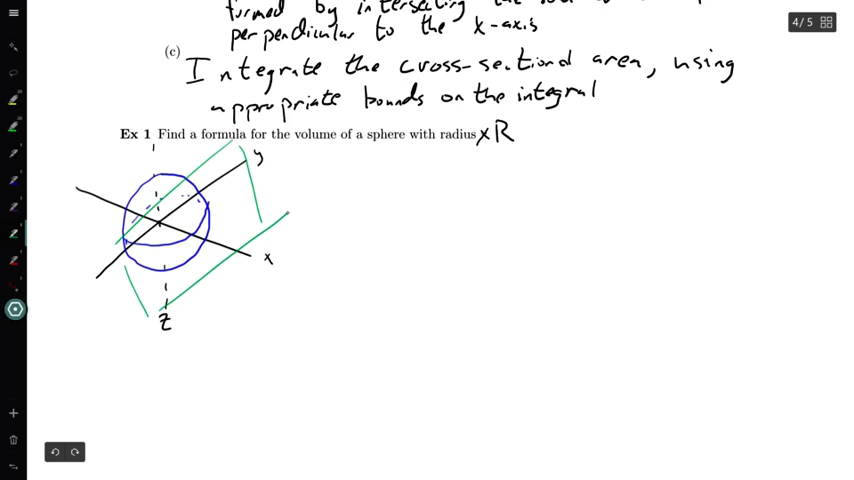 formed by intersecting the
perpendicular to the x-axis
(c) Integrate the cross-sectional area, using
appropriate bounds on the integral
Ex 1 Find a formula for the volume of a sphere with radius x R
y
x
z
4/5